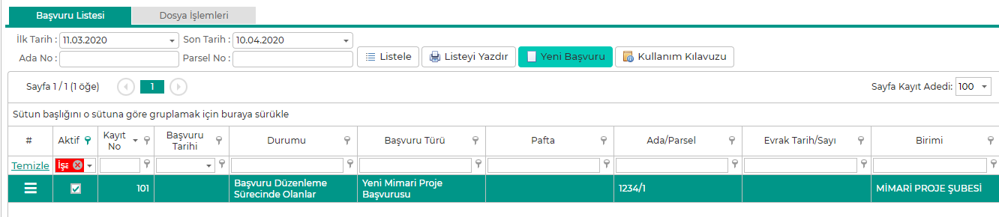 Başvuru Listesi Dosya İşlemleri
İlk Tarih : 11.03.2020 Son Tarih : 10.04.2020
Ada No : Parsel No : Listele Listeyi Yazdır Yeni Başvuru Kullanım Kılavuzu
Sayfa 1 / 1 (1 öğe) 1 Sayfa Kayıt Adedi: 100
Sütun başlığını o sütuna göre gruplamak için buraya sürükle
# Aktif Kayıt No Başvuru Tarihi Durumu Başvuru Türü Pafta Ada/Parsel Evrak Tarih/Sayı Birimi
Temizle İşa
101 Başvuru Düzenleme Sürecinde Olanlar Yeni Mimari Proje Başvurusu 1234/1 MİMARİ PROJE ŞUBESİ